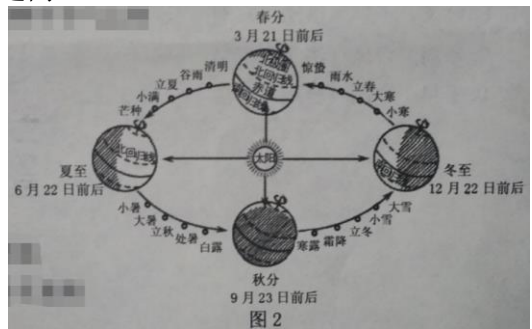 春分
3月21日前后
清明
谷雨
立夏
小满
芒种
惊蛰
雨水
立春
大寒
小寒
北回归线
赤道
北回归线
太阳
夏至
6月22日前后
冬至
12月22日前后
小暑
大暑
立秋
处暑
白露
寒露
霜降
立冬
小雪
大雪
秋分
9月23日前后
图2